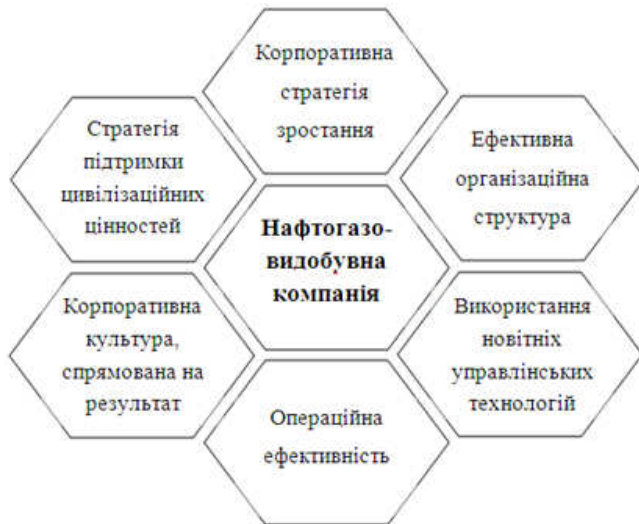 Корпоративна
стратегія
зростання
Стратегія
підтримки
цивілізаційних
цінностей
Ефективна
організаційна
структура
Нафтогазо-
видобувна
компанія
Корпоративна
культура,
спрямована на
результат
Використання
новітніх
управлінських
технологій
Операційна
ефективність